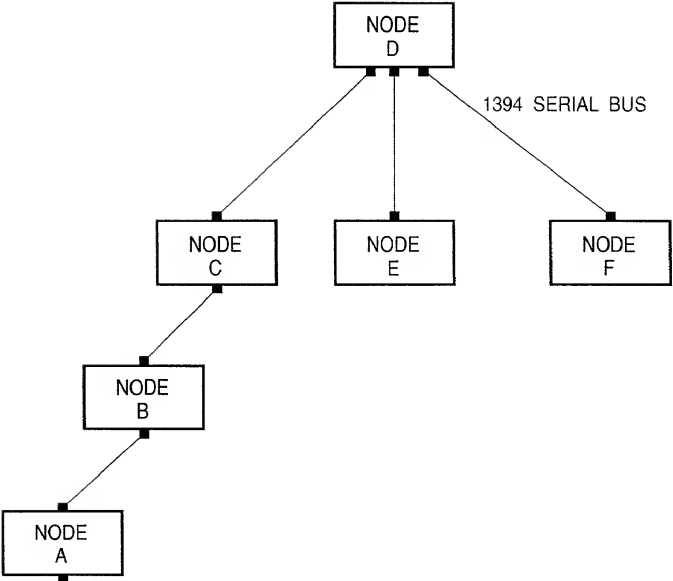 NODE
D
1394 SERIAL BUS
NODE
C
NODE
E
NODE
F
NODE
B
NODE
A